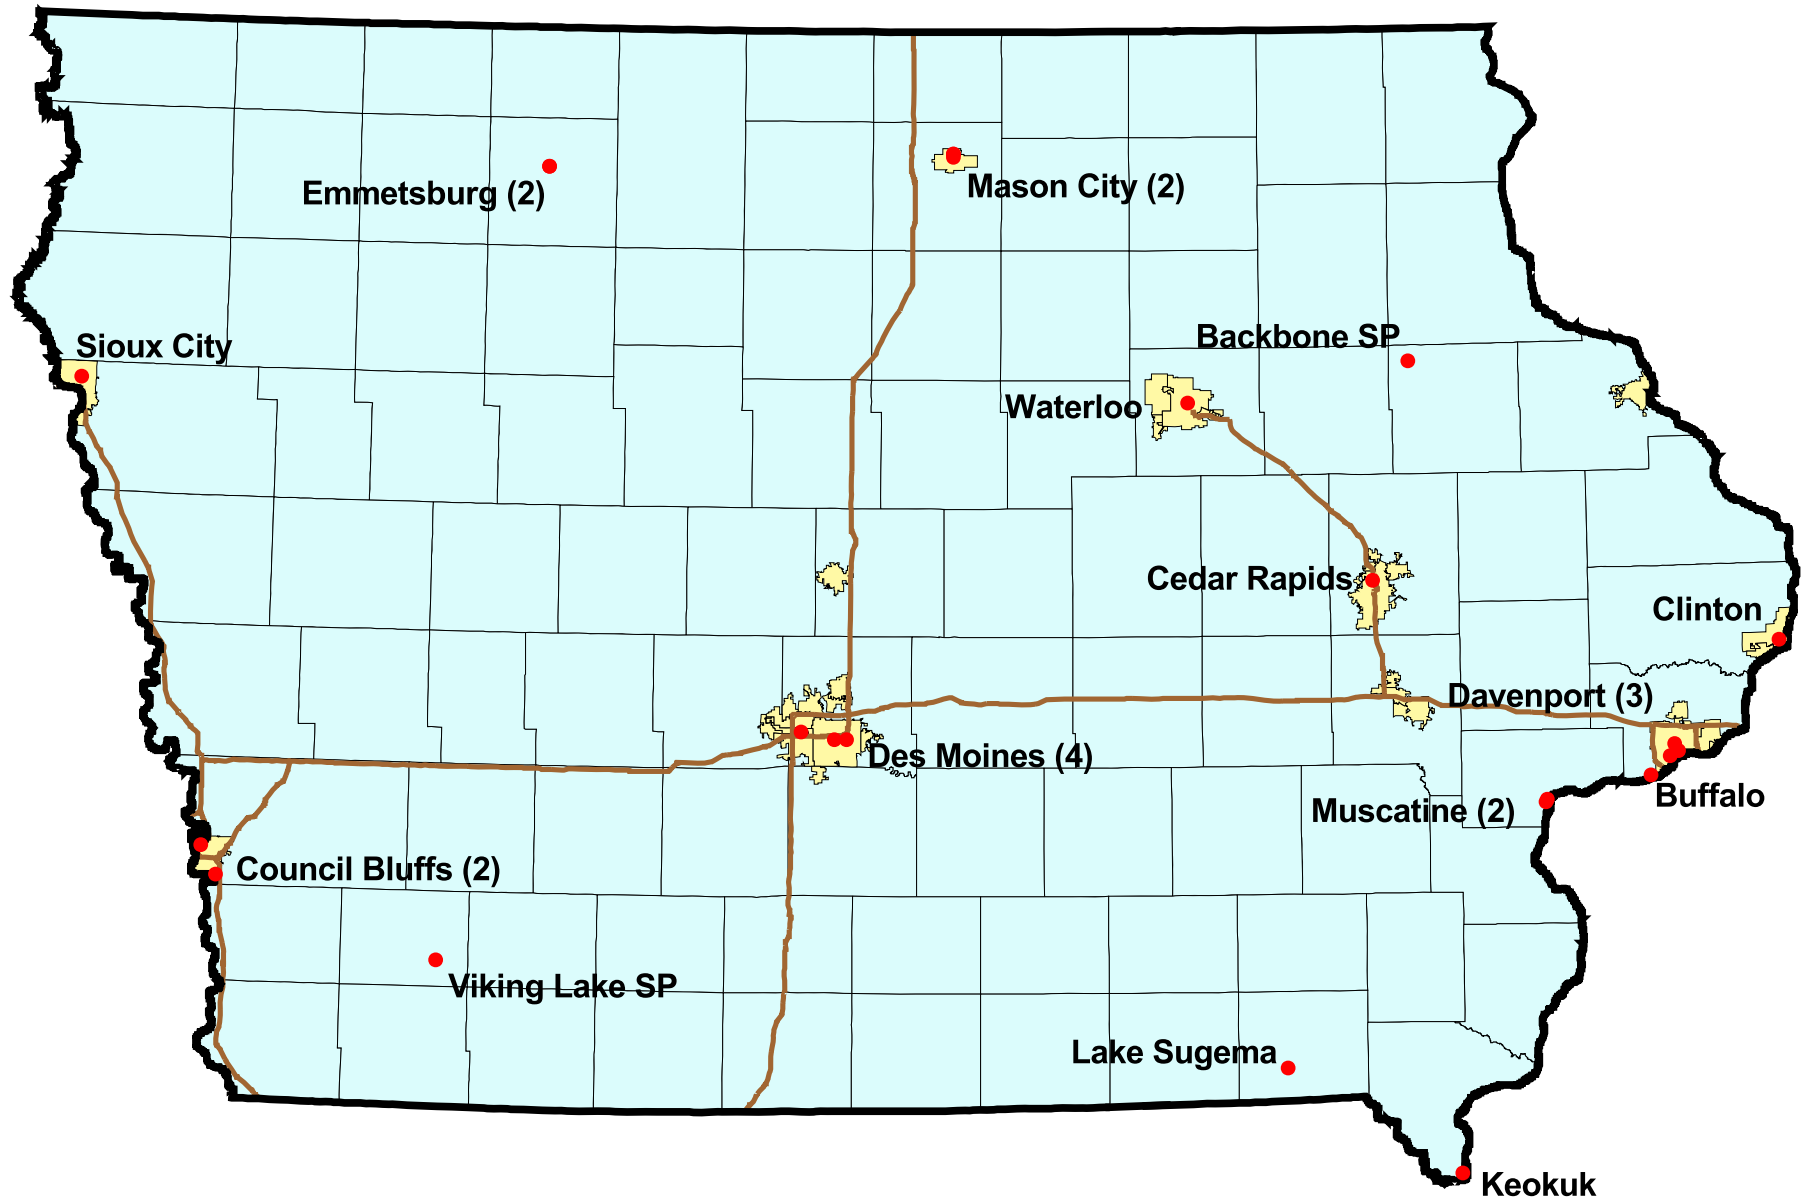 Emmetsburg (2)
Mason City (2)
Sioux City
Backbone SP
Waterloo
Cedar Rapids
Clinton
Davenport (3)
Des Moines (4)
Buffalo
Muscatine (2)
Council Bluffs (2)
Viking Lake SP
Lake Sugema
Keokuk